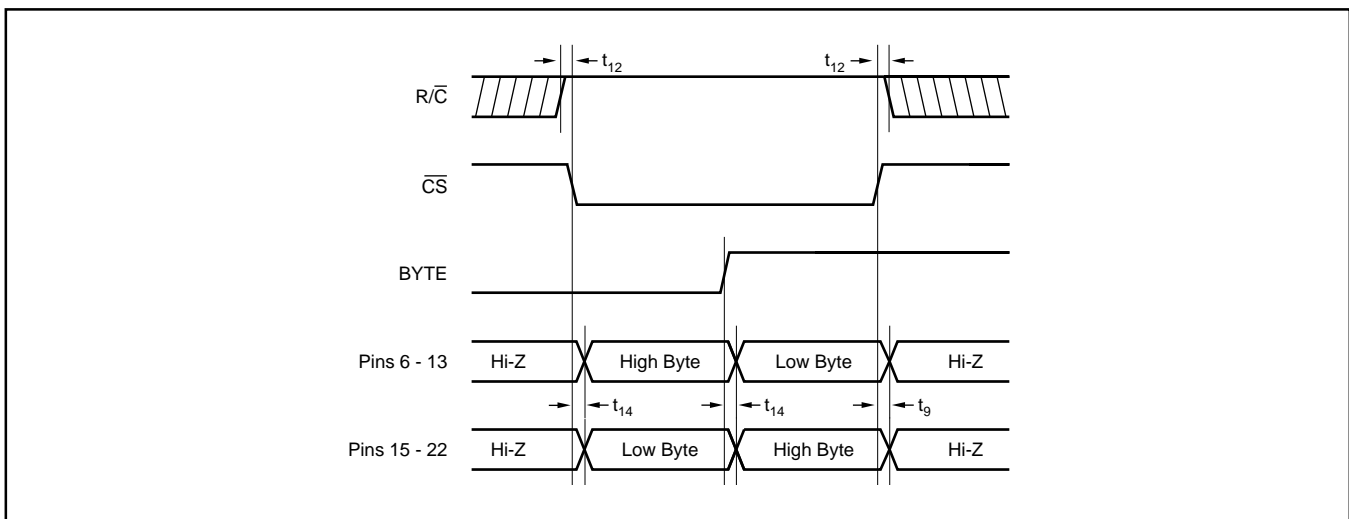 t12 t12
R/C̅
C̅S̅
BYTE
Pins 6 - 13 Hi-Z High Byte Low Byte Hi-Z
t14 t14 t9
Pins 15 - 22 Hi-Z Low Byte High Byte Hi-Z